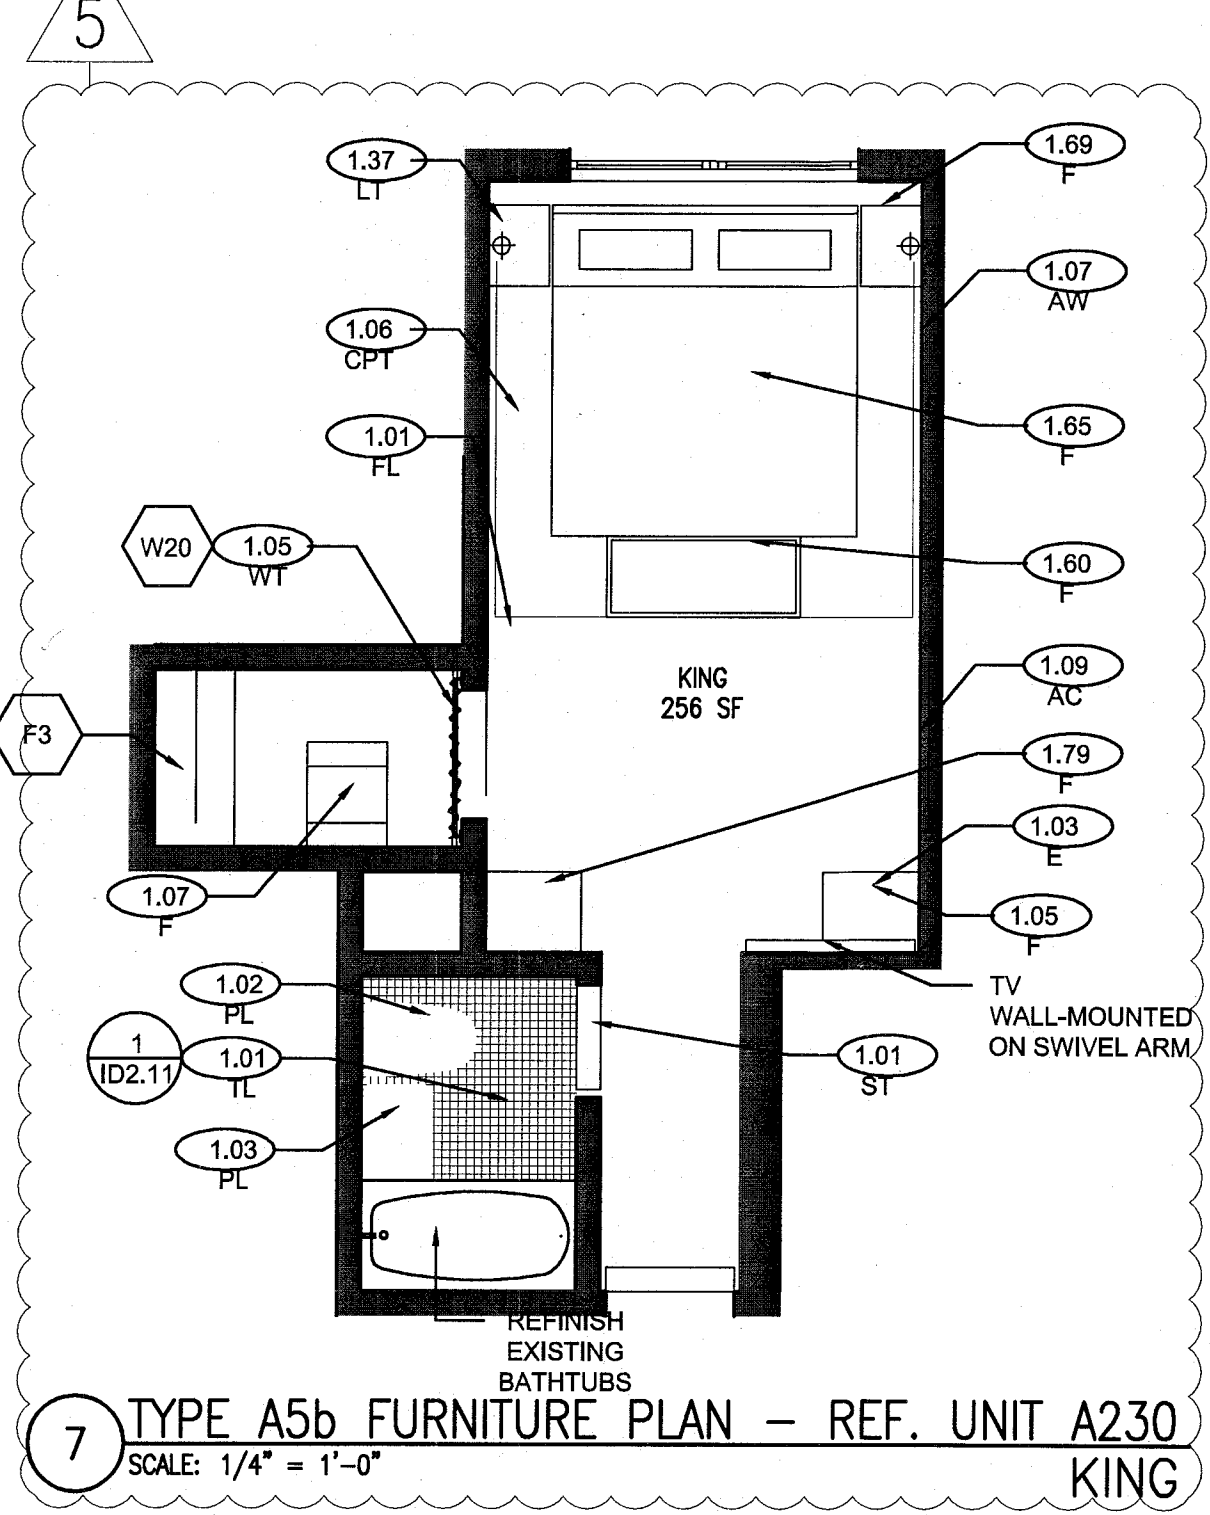 5
1.37
LT
1.69
F
1.07
AW
1.06
CPT
1.01
FL
1.65
F
W20
1.05
WT
1.60
F
KING
256 SF
1.09
AC
F3
1.79
F
1.03
E
1.07
F
1.05
F
1.02
PL
TV
WALL-MOUNTED
ON SWIVEL ARM
1
ID2.11
1.01
TL
1.01
ST
1.03
PL
REFINISH
EXISTING
BATHTUBS
7
TYPE A5b FURNITURE PLAN - REF. UNIT A230
SCALE: 1/4" = 1'-0"
KING